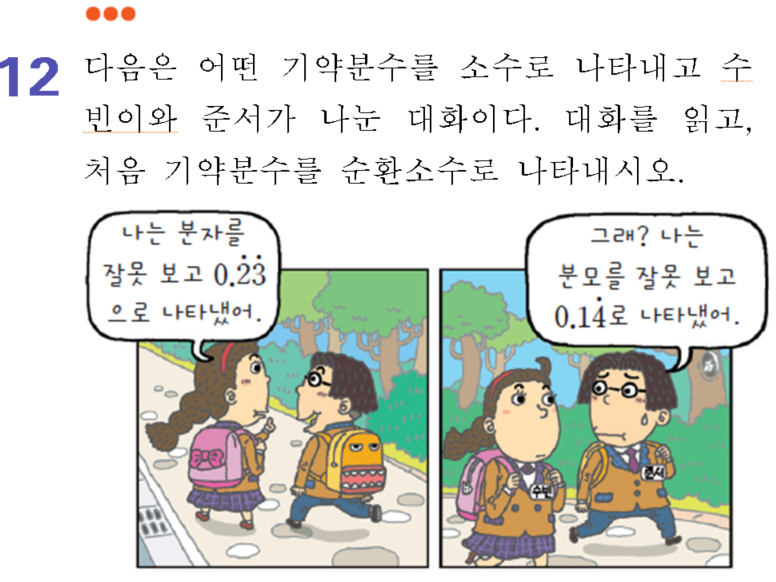 12 다음은 어떤 기약분수를 소수로 나타내고 수
빈이와 준서가 나눈 대화이다. 대화를 읽고,
처음 기약분수를 순환소수로 나타내시오.
나는 분자를
잘못 보고 0.2̇3̇
으로 나타냈어.
그래? 나는
분모를 잘못 보고
0.14̇로 나타냈어.
수빈
준서